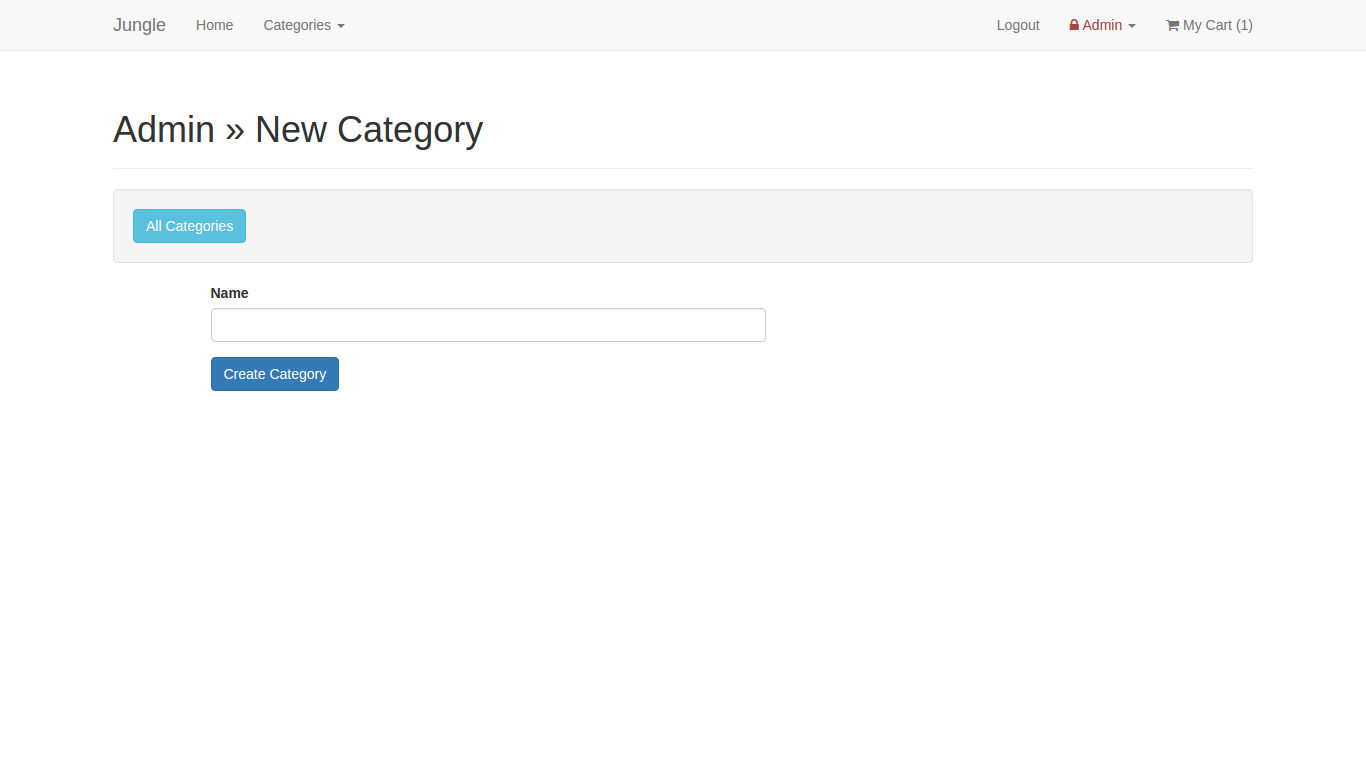 Jungle Home Categories Logout Admin My Cart (1)
Admin » New Category
All Categories
Name
Create Category